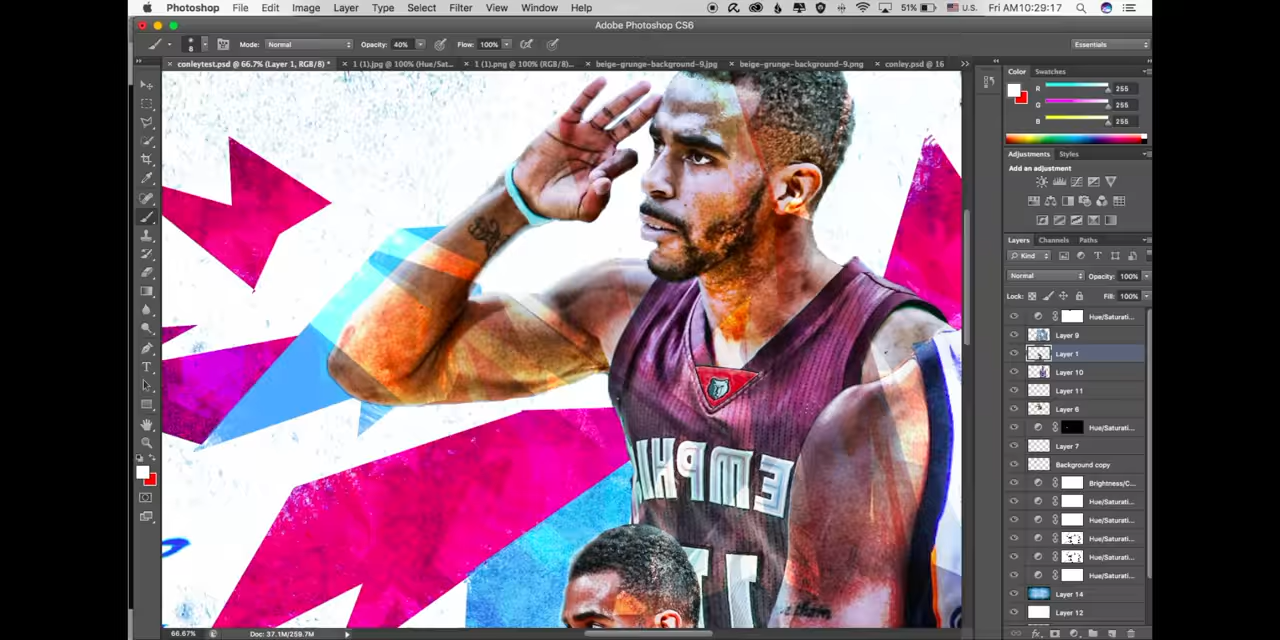 Photoshop File Edit Image Layer Type Select Filter View Window Help 51% U.S. Fri AM10:29:17
Adobe Photoshop CS6
8 Mode: Normal Opacity: 40% Flow: 100% Essentials
× conleytest.psd @ 66.7% (Layer 1, RGB/8) * × 1 (1).jpg @ 100% (Hue/Sat... × 1 (1).png @ 100% (RGB/8)... × beige-grunge-background-9.jpg × beige-grunge-background-9.png × conley.psd @ 16
Color Swatches
R 255
G 255
B 255
Adjustments Styles
Add an adjustment
Layers Channels Paths
Kind
Normal Opacity: 100%
Lock: Fill: 100%
Hue/Saturati...
Layer 9
Layer 1
Layer 10
Layer 11
Layer 6
Hue/Saturati...
Layer 7
Background copy
Brightness/C...
Hue/Saturati...
Hue/Saturati...
Hue/Saturati...
Hue/Saturati...
Hue/Saturati...
Layer 14
Layer 12
MEMPH
11
66.67% Doc: 37.1M/259.7M